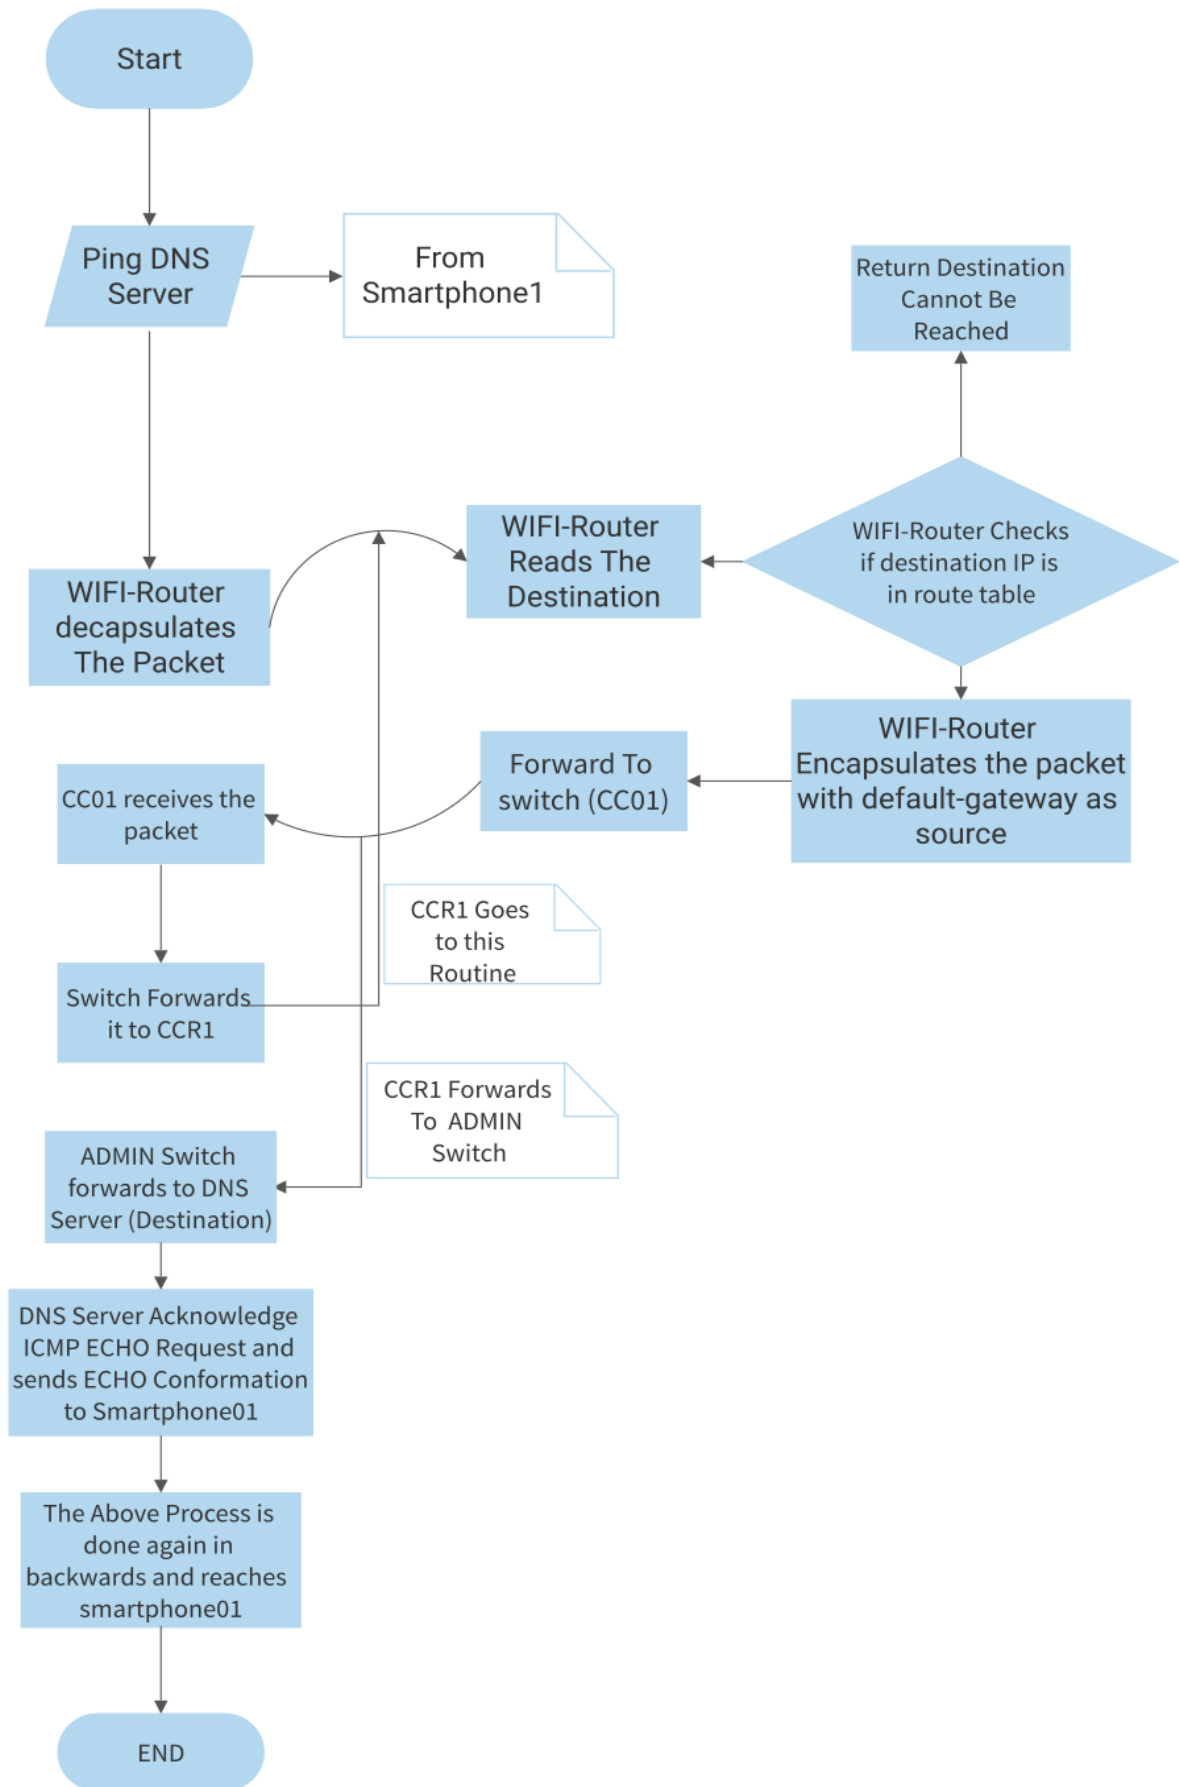 Start
Ping DNS
Server
From
Smartphone1
Return Destination
Cannot Be
Reached
WIFI-Router
decapsulates
The Packet
WIFI-Router
Reads The
Destination
WIFI-Router Checks
if destination IP is
in route table
WIFI-Router
Encapsulates the packet
with default-gateway as
source
Forward To
switch (CC01)
CC01 receives the
packet
CCR1 Goes
to this
Routine
Switch Forwards
it to CCR1
CCR1 Forwards
To ADMIN
Switch
ADMIN Switch
forwards to DNS
Server (Destination)
DNS Server Acknowledge
ICMP ECHO Request and
sends ECHO Conformation
to Smartphone01
The Above Process is
done again in
backwards and reaches
smartphone01
END